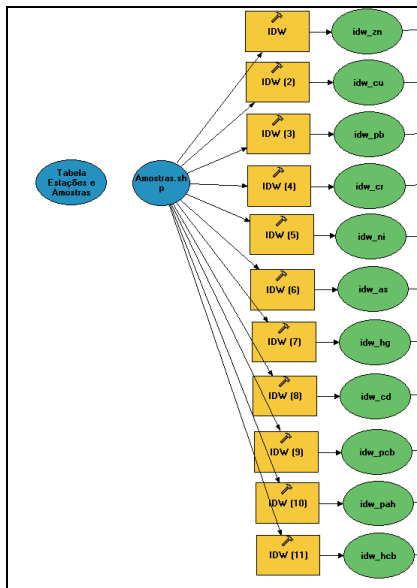 IDW
idw_zn
IDW (2)
idw_cu
IDW (3)
idw_pb
Tabela
Estações e
Amostras
Amostras.sh
p
IDW (4)
idw_cr
IDW (5)
idw_ni
IDW (6)
idw_as
IDW (7)
idw_hg
IDW (8)
idw_cd
IDW (9)
idw_pcb
IDW (10)
idw_pah
IDW (11)
idw_hcb